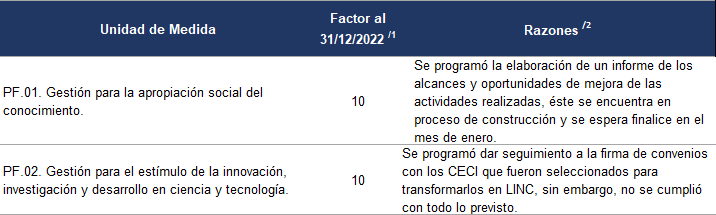 Unidad de Medida
Factor al
31/12/2022 /1
Razones /2
PF.01. Gestión para la apropiación social del
conocimiento.
10
Se programó la elaboración de un informe de los
alcances y oportunidades de mejora de las
actividades realizadas, éste se encuentra en
proceso de construcción y se espera finalice en el
mes de enero.
PF.02. Gestión para el estímulo de la innovación,
investigación y desarrollo en ciencia y tecnología.
10
Se programó dar seguimiento a la firma de convenios
con los CECI que fueron seleccionados para
transformarlos en LINC, sin embargo, no se cumplió
con todo lo previsto.